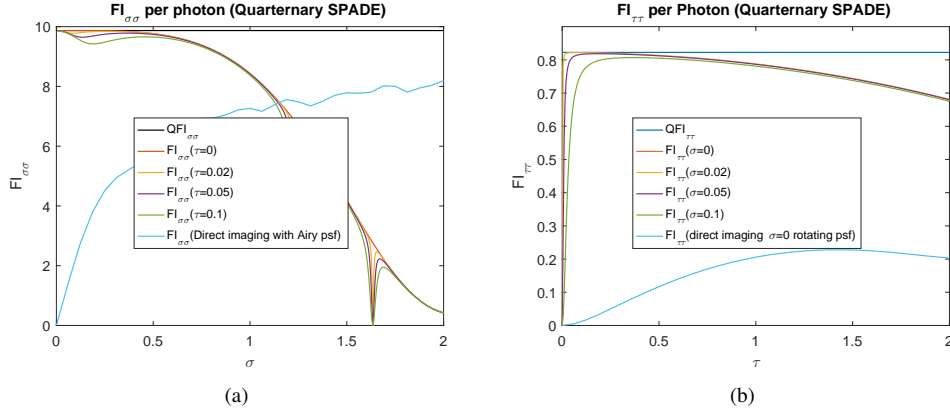 FI_σσ per photon (Quarternary SPADE)
10
8
6
4
2
0
FI_σσ
QFI_σσ
FI_σσ(τ=0)
FI_σσ(τ=0.02)
FI_σσ(τ=0.05)
FI_σσ(τ=0.1)
FI_σσ(Direct imaging with Airy psf)
0 0.5 1 1.5 2
σ
(a)
FI_ττ per Photon (Quarternary SPADE)
0.8
0.7
0.6
0.5
0.4
0.3
0.2
0.1
0
FI_ττ
QFI_ττ
FI_ττ(σ=0)
FI_ττ(σ=0.02)
FI_ττ(σ=0.05)
FI_ττ(σ=0.1)
FI_ττ(direct imaging σ=0 rotating psf)
0 0.5 1 1.5 2
τ
(b)